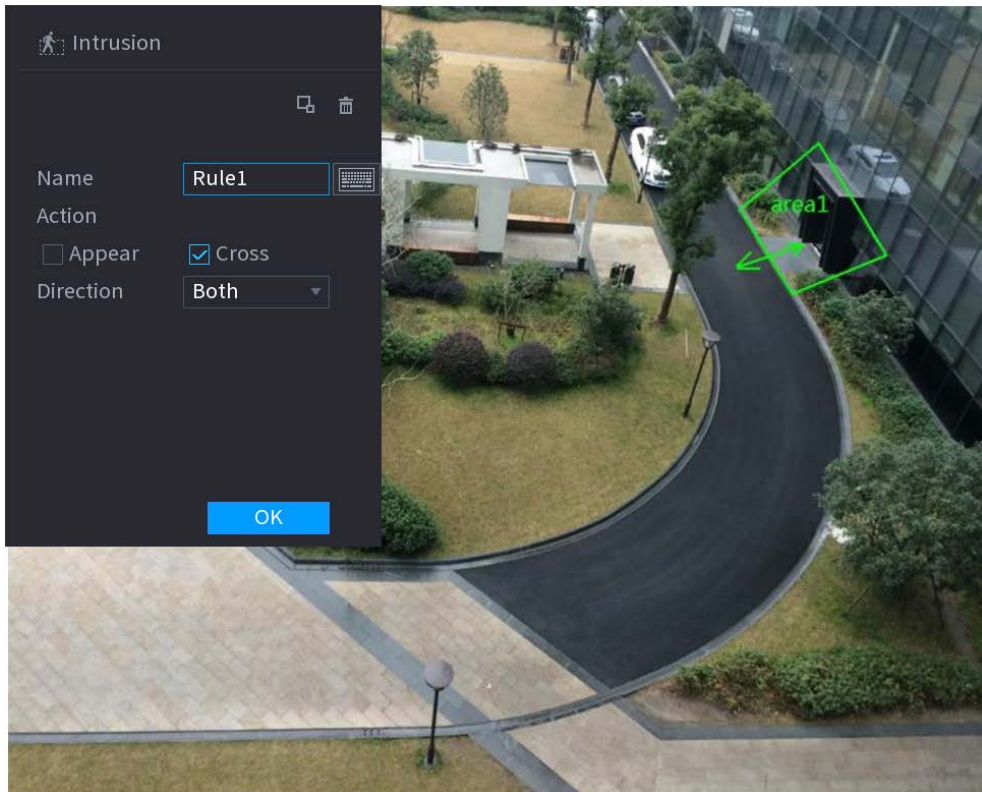 Intrusion
Name Rule1
Action
Appear Cross
Direction Both
OK
area1